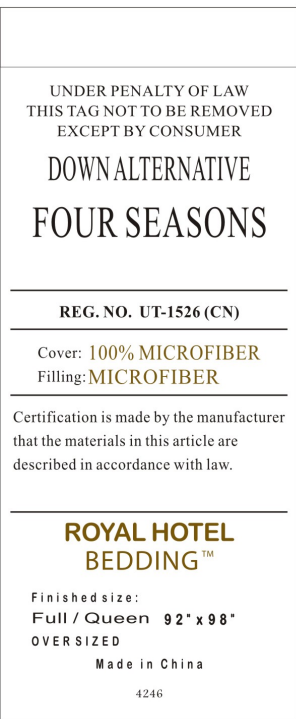 UNDER PENALTY OF LAW
THIS TAG NOT TO BE REMOVED
EXCEPT BY CONSUMER
DOWN ALTERNATIVE
FOUR SEASONS
REG. NO. UT-1526 (CN)
Cover: 100% MICROFIBER
Filling: MICROFIBER
Certification is made by the manufacturer
that the materials in this article are
described in accordance with law.
ROYAL HOTEL
BEDDING™
Finished size:
Full / Queen 92"x98"
OVERSIZED
Made in China
4246